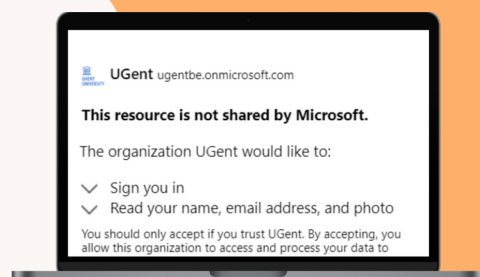 GHENT
UNIVERSITY
UGent ugentbe.onmicrosoft.com
This resource is not shared by Microsoft.
The organization UGent would like to:
Sign you in
Read your name, email address, and photo
You should only accept if you trust UGent. By accepting, you
allow this organization to access and process your data to